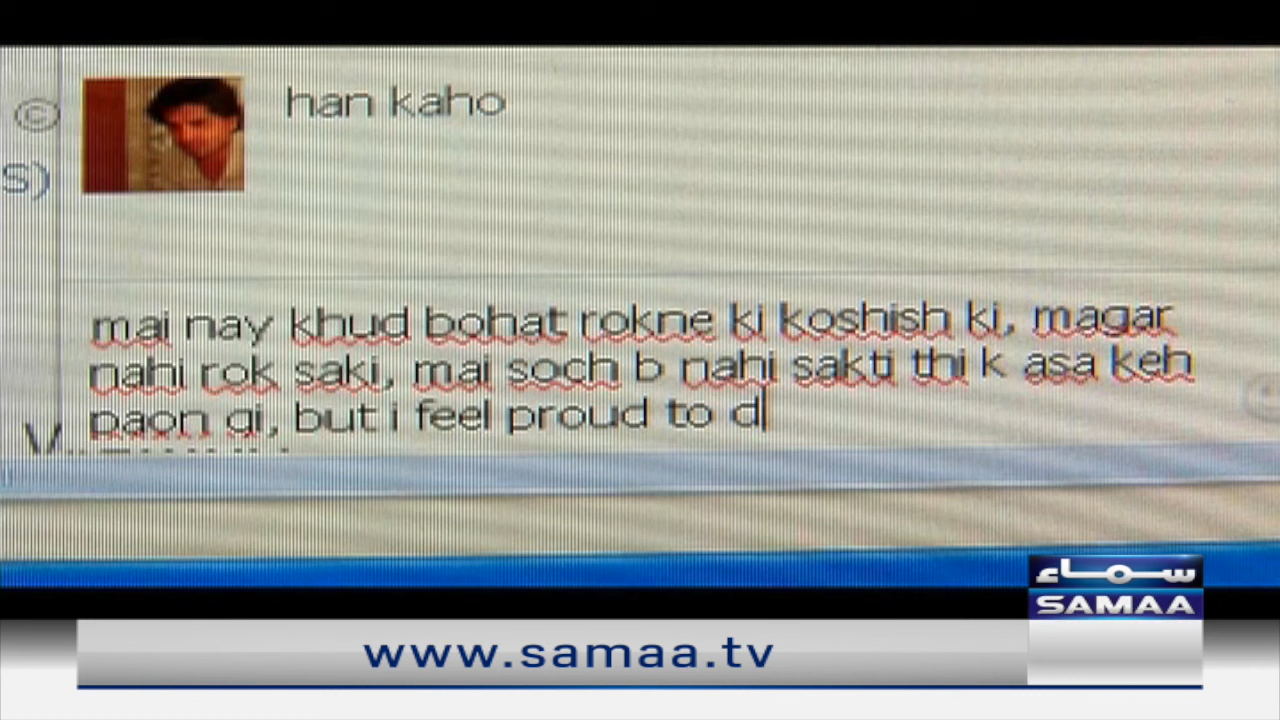 ©
han kaho
S)
mai nay khud bohat rokne ki koshish ki, magar
nahi rok saki, mai soch b nahi sakti thi k asa keh
paon gi, but i feel proud to d
سماء
SAMAA
www.samaa.tv